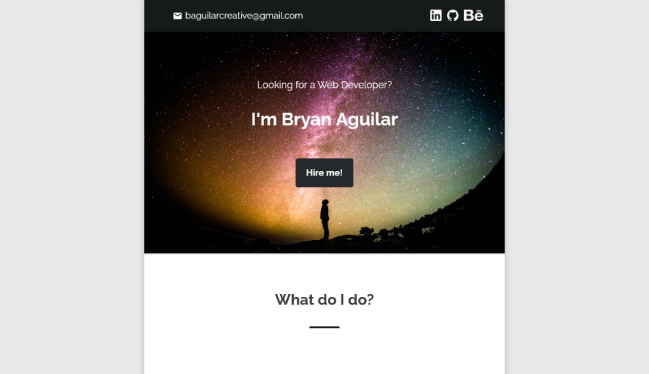 baguilarcreative@gmail.com
Bē
Looking for a Web Developer?
I'm Bryan Aguilar
Hire me!
What do I do?